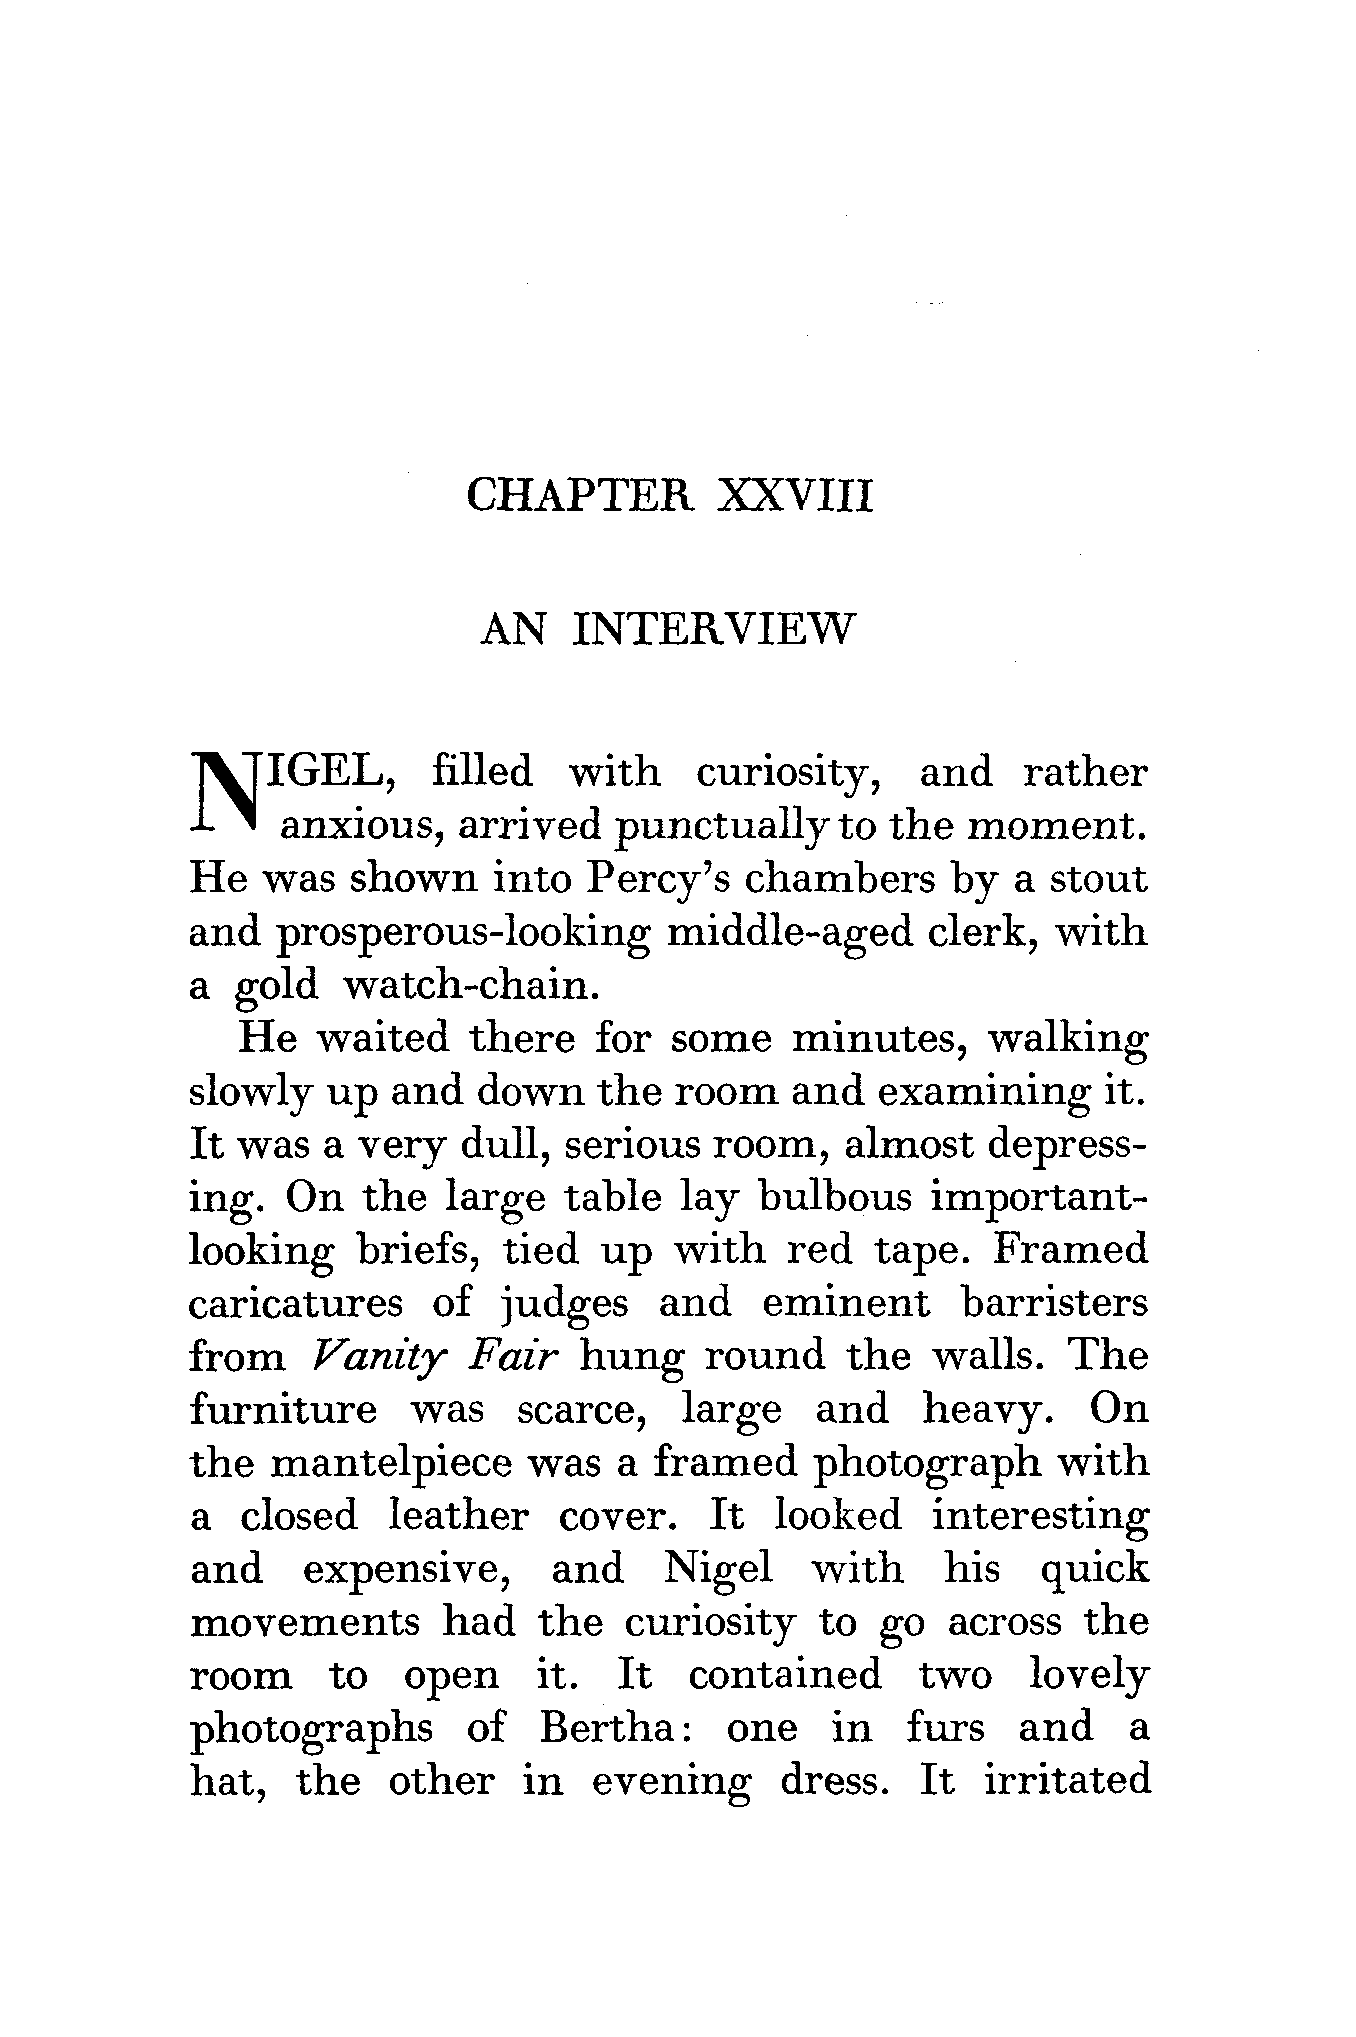 CHAPTER XXVIII
AN INTERVIEW
NIGEL, filled with curiosity, and rather
anxious, arrived punctually to the moment.
He was shown into Percy's chambers by a stout
and prosperous-looking middle-aged clerk, with
a gold watch-chain.
He waited there for some minutes, walking
slowly up and down the room and examining it.
It was a very dull, serious room, almost depress-
ing. On the large table lay bulbous important-
looking briefs, tied up with red tape. Framed
caricatures of judges and eminent barristers
from Vanity Fair hung round the walls. The
furniture was scarce, large and heavy. On
the mantelpiece was a framed photograph with
a closed leather cover. It looked interesting
and expensive, and Nigel with his quick
movements had the curiosity to go across the
room to open it. It contained two lovely
photographs of Bertha: one in furs and a
hat, the other in evening dress. It irritated